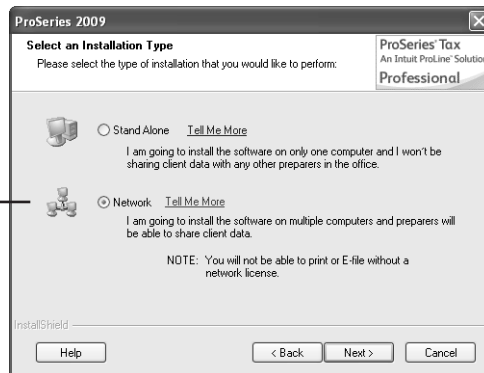 ProSeries 2009
Select an Installation Type
Please select the type of installation that you would like to perform:
ProSeries® Tax
An Intuit ProLine™ Solution
Professional
Stand Alone Tell Me More
I am going to install the software on only one computer and I won't be
sharing client data with any other preparers in the office.
Network Tell Me More
I am going to install the software on multiple computers and preparers will
be able to share client data.
NOTE: You will not be able to print or E-file without a
network license.
InstallShield
Help
< Back
Next >
Cancel